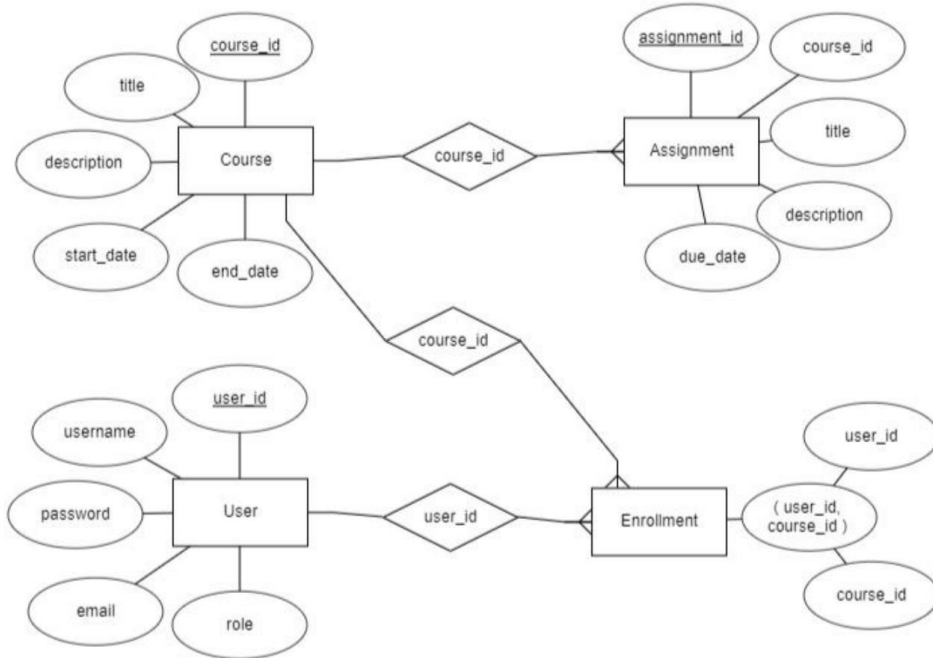 course_id
assignment_id
course_id
title
title
description
Course
course_id
Assignment
description
start_date
end_date
due_date
course_id
user_id
username
user_id
password
User
user_id
Enrollment
( user_id,
course_id )
email
role
course_id